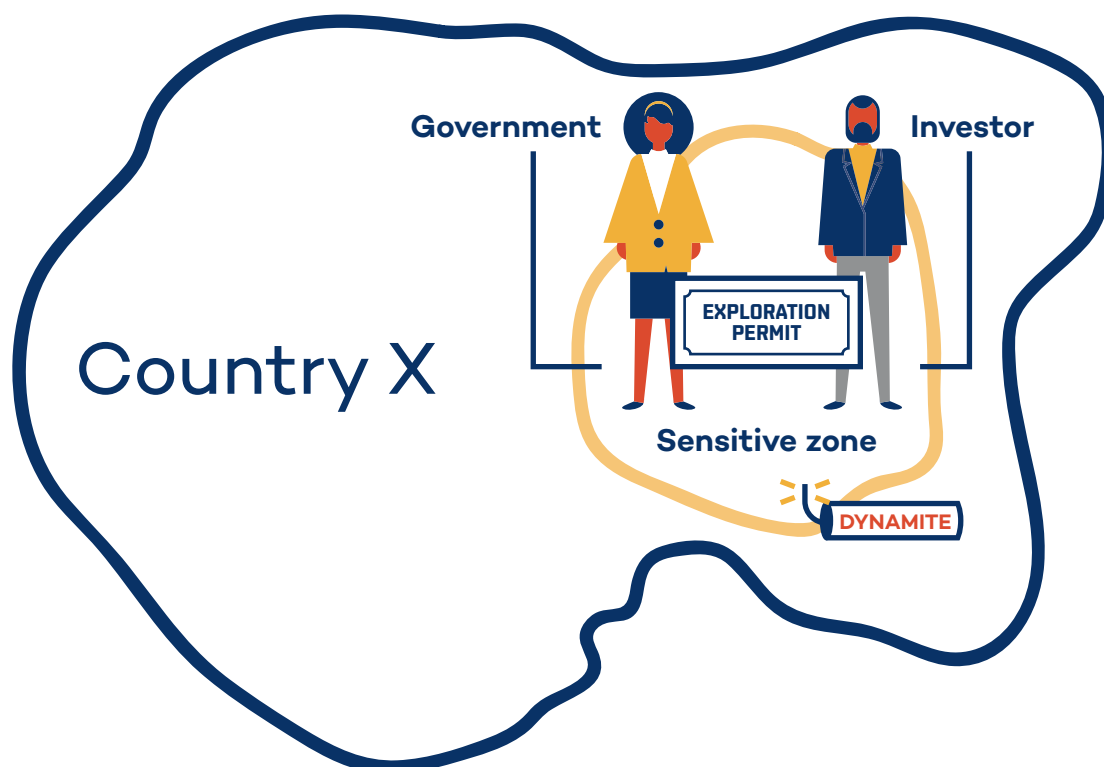 Government
Investor
EXPLORATION
PERMIT
Country X
Sensitive zone
DYNAMITE